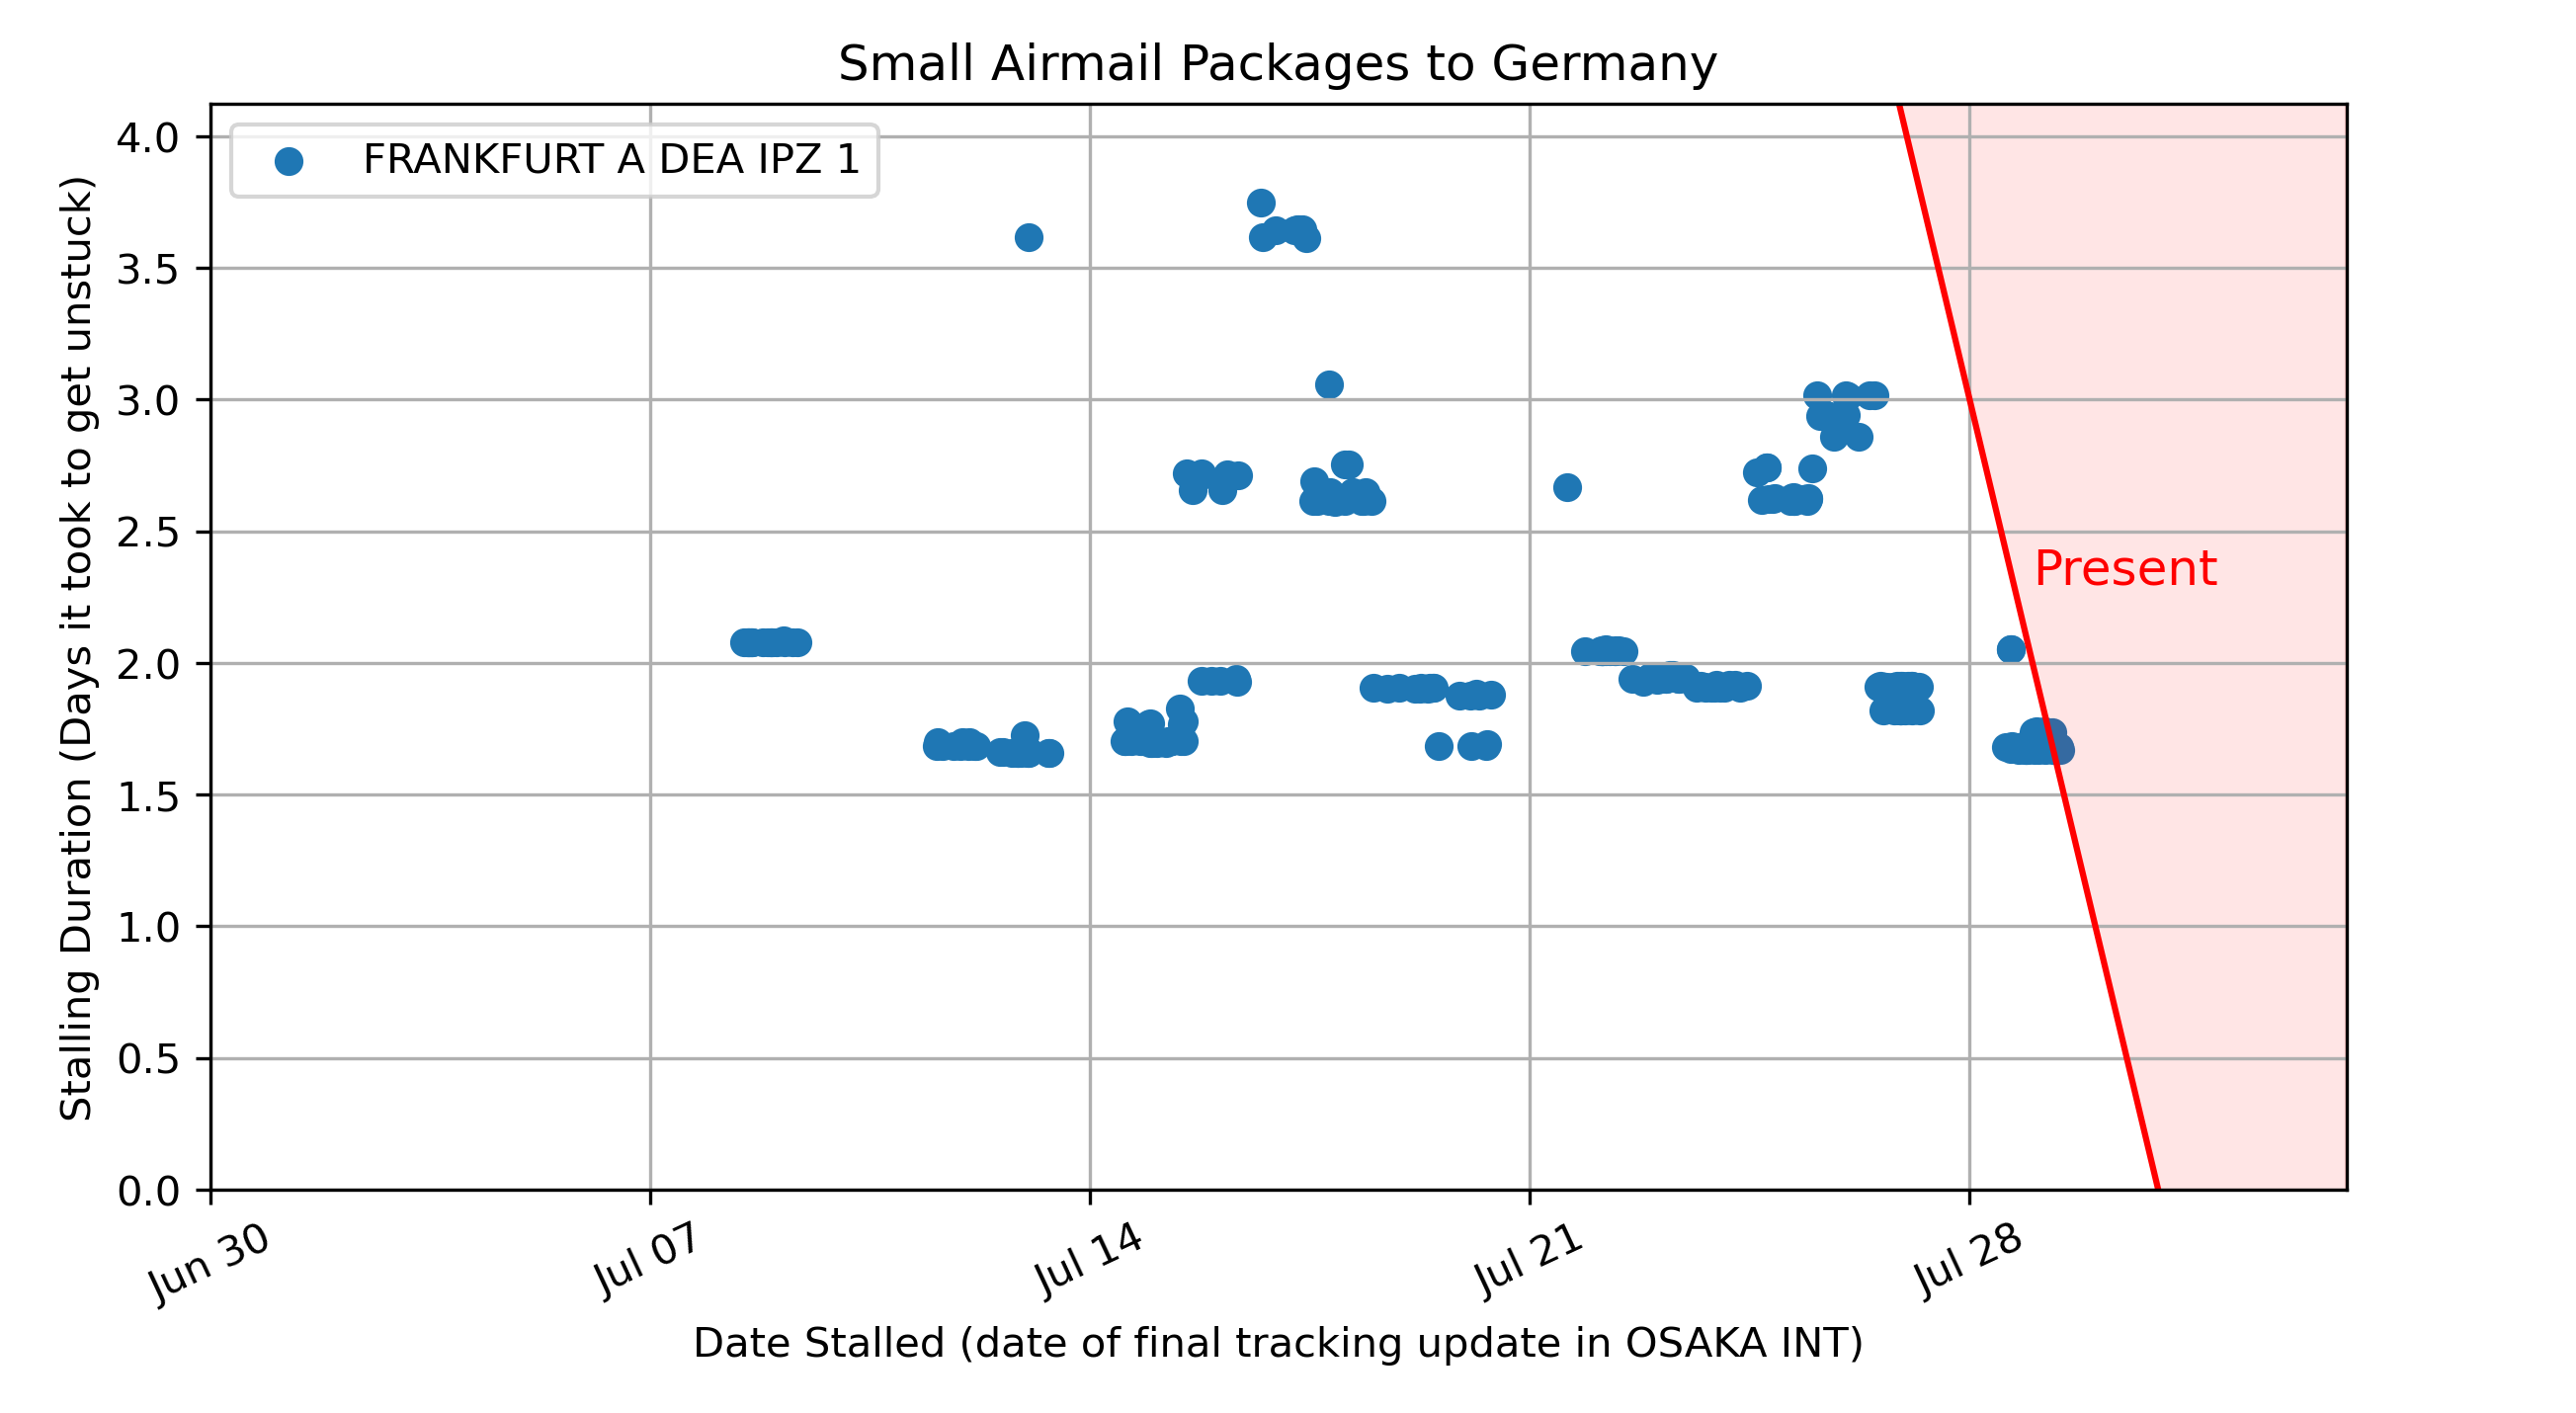 Small Airmail Packages to Germany
FRANKFURT A DEA IPZ 1
Stalling Duration (Days it took to get unstuck)
4.0
3.5
3.0
2.5
2.0
1.5
1.0
0.5
0.0
Present
Jun 30
Jul 07
Jul 14
Jul 21
Jul 28
Date Stalled (date of final tracking update in OSAKA INT)